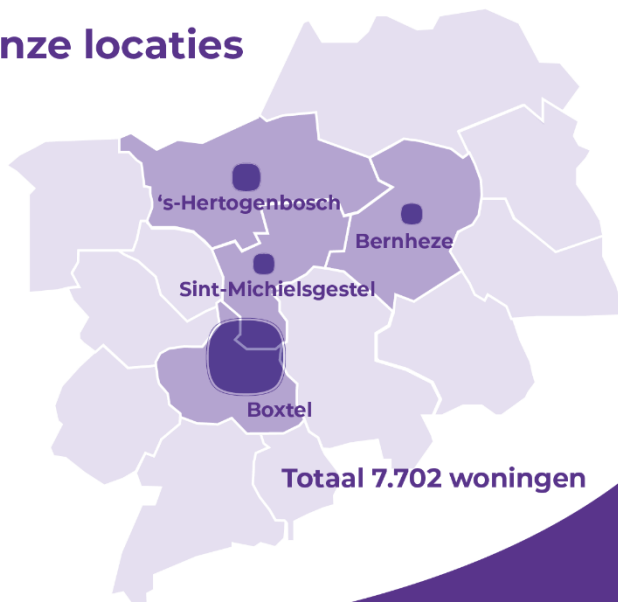 nze locaties
‘s-Hertogenbosch
Bernheze
Sint-Michielsgestel
Boxtel
Totaal 7.702 woningen